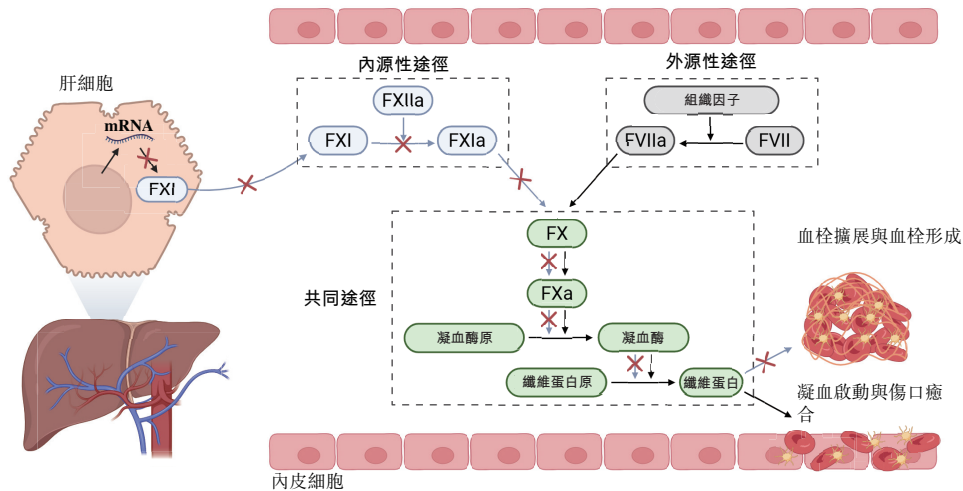 內源性途徑
外源性途徑
肝細胞
FXIIa
組織因子
mRNA
FXI
FXIa
FVIIa
FVII
FXI
FX
血栓擴展與血栓形成
共同途徑
FXa
凝血酶原
凝血酶
纖維蛋白原
纖維蛋白
凝血啟動與傷口癒
合
內皮細胞